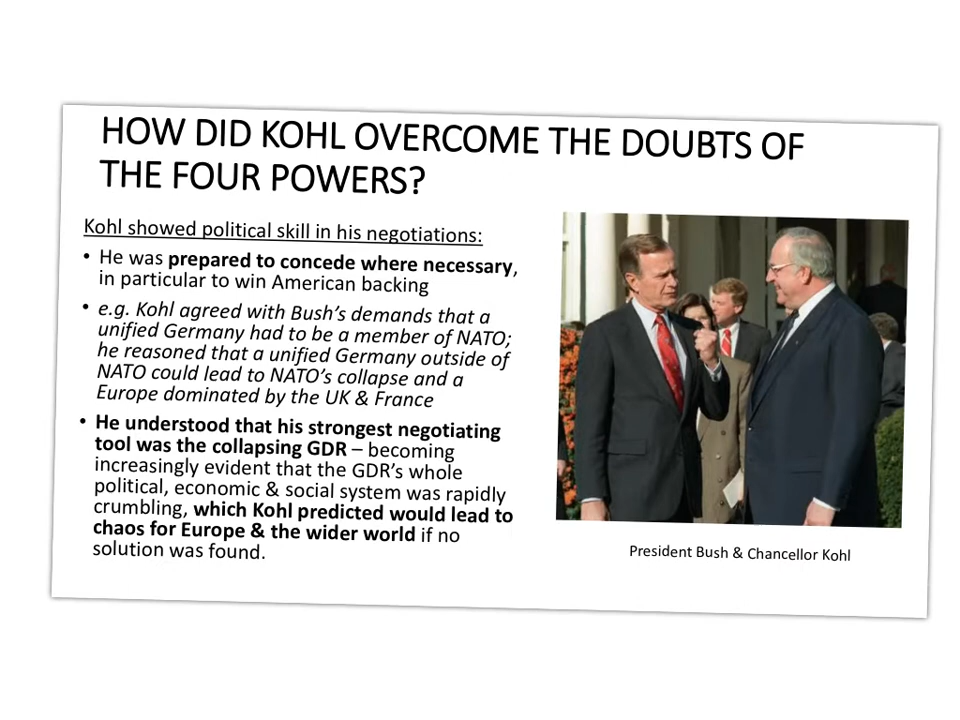 HOW DID KOHL OVERCOME THE DOUBTS OF
THE FOUR POWERS?
Kohl showed political skill in his negotiations:
• He was prepared to concede where necessary,
in particular to win American backing
• e.g. Kohl agreed with Bush's demands that a
unified Germany had to be a member of NATO;
he reasoned that a unified Germany outside of
NATO could lead to NATO's collapse and a
Europe dominated by the UK & France
• He understood that his strongest negotiating
tool was the collapsing GDR – becoming
increasingly evident that the GDR's whole
political, economic & social system was rapidly
crumbling, which Kohl predicted would lead to
chaos for Europe & the wider world if no
solution was found.
President Bush & Chancellor Kohl